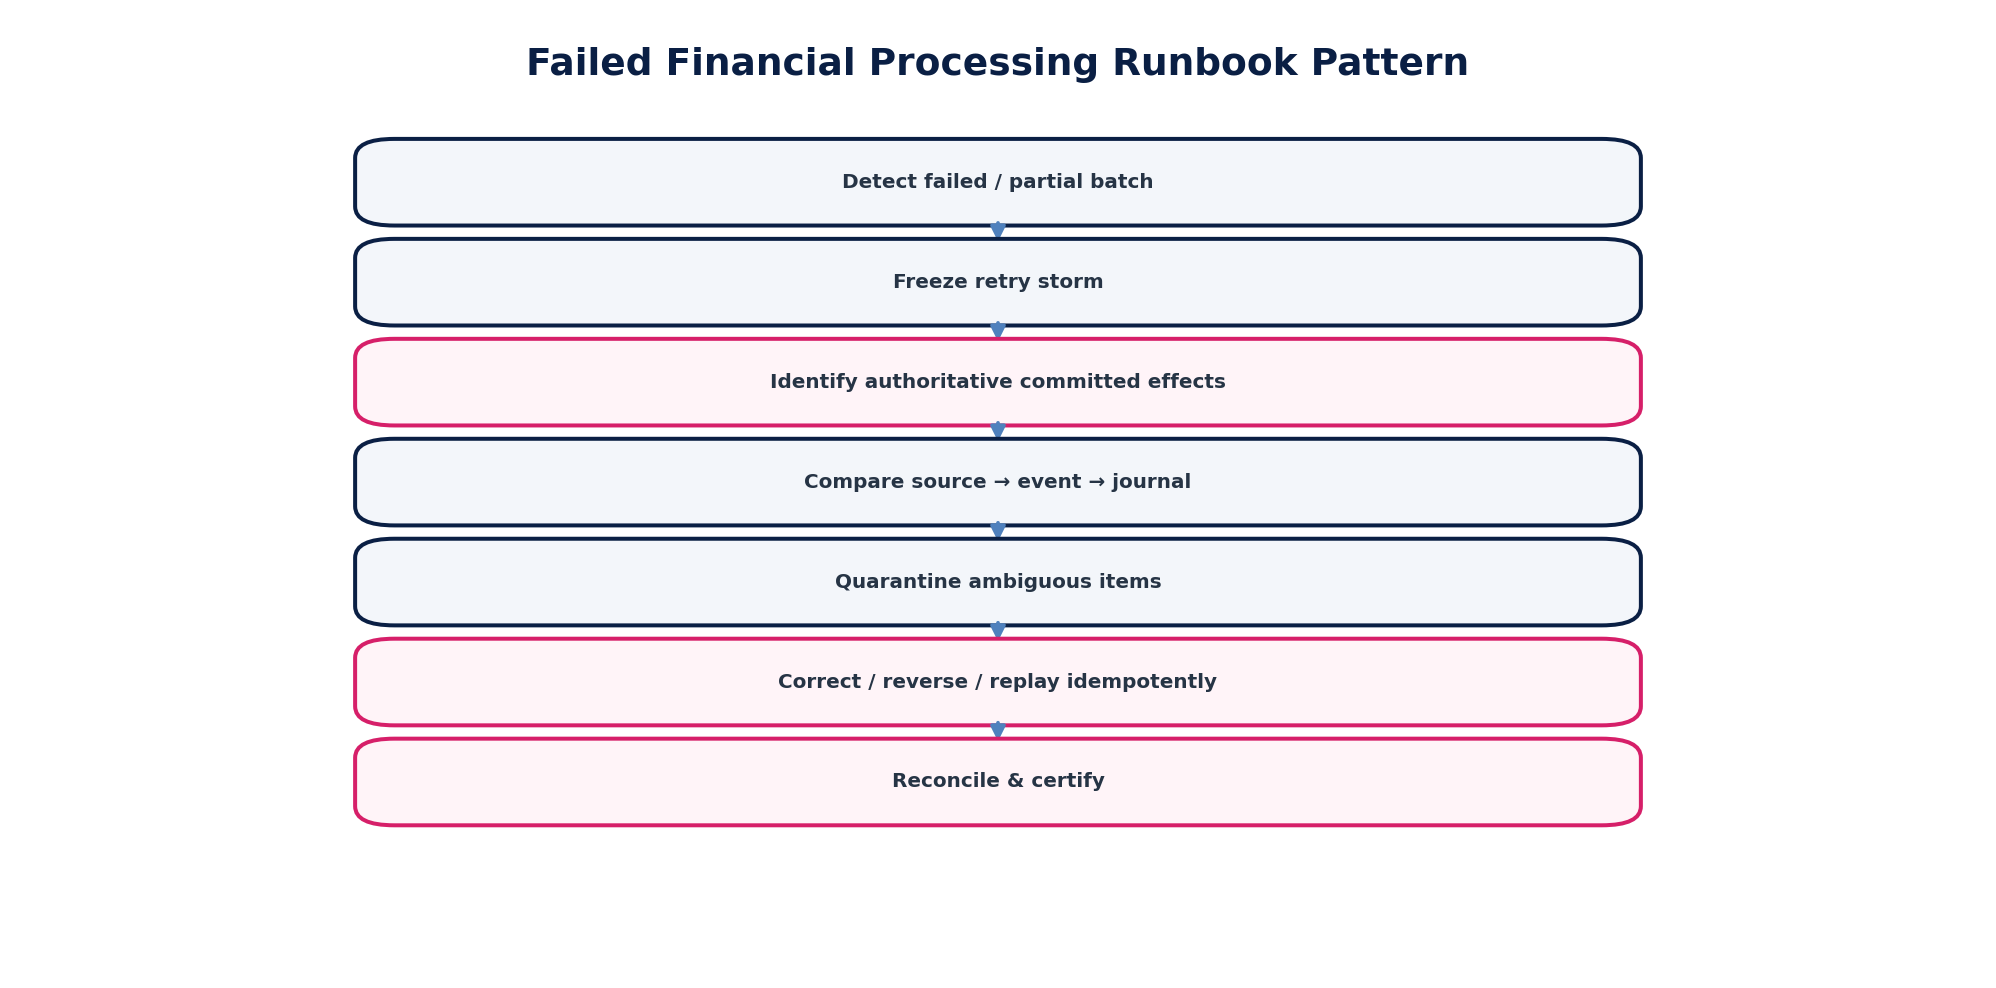 Failed Financial Processing Runbook Pattern
Detect failed / partial batch
Freeze retry storm
Identify authoritative committed effects
Compare source → event → journal
Quarantine ambiguous items
Correct / reverse / replay idempotently
Reconcile & certify